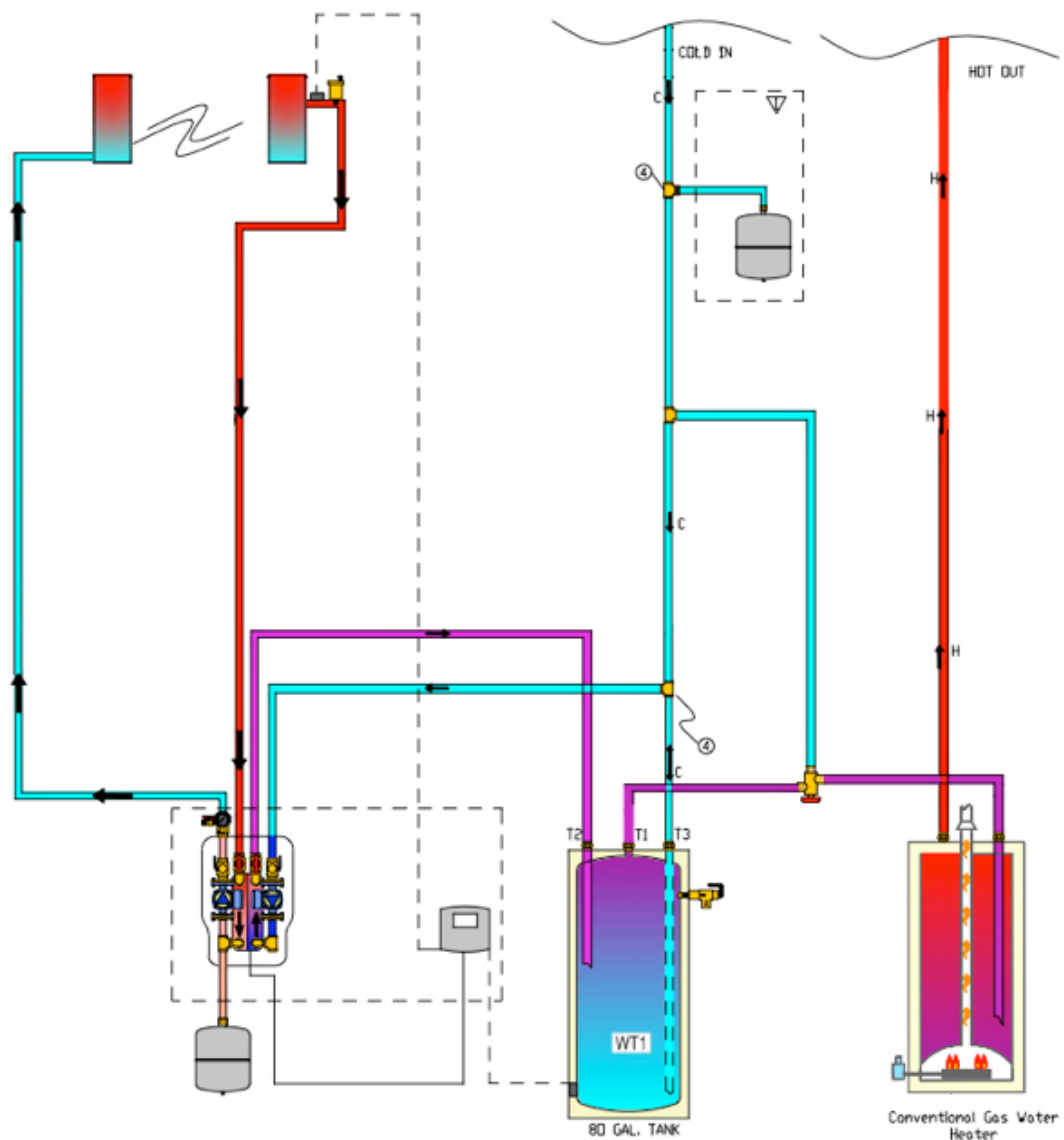 COLD IN
HOT OUT
C
H
4
H
C
H
4
C
T2
T1
T3
WT1
80 GAL. TANK
Conventional Gas Water
Heater